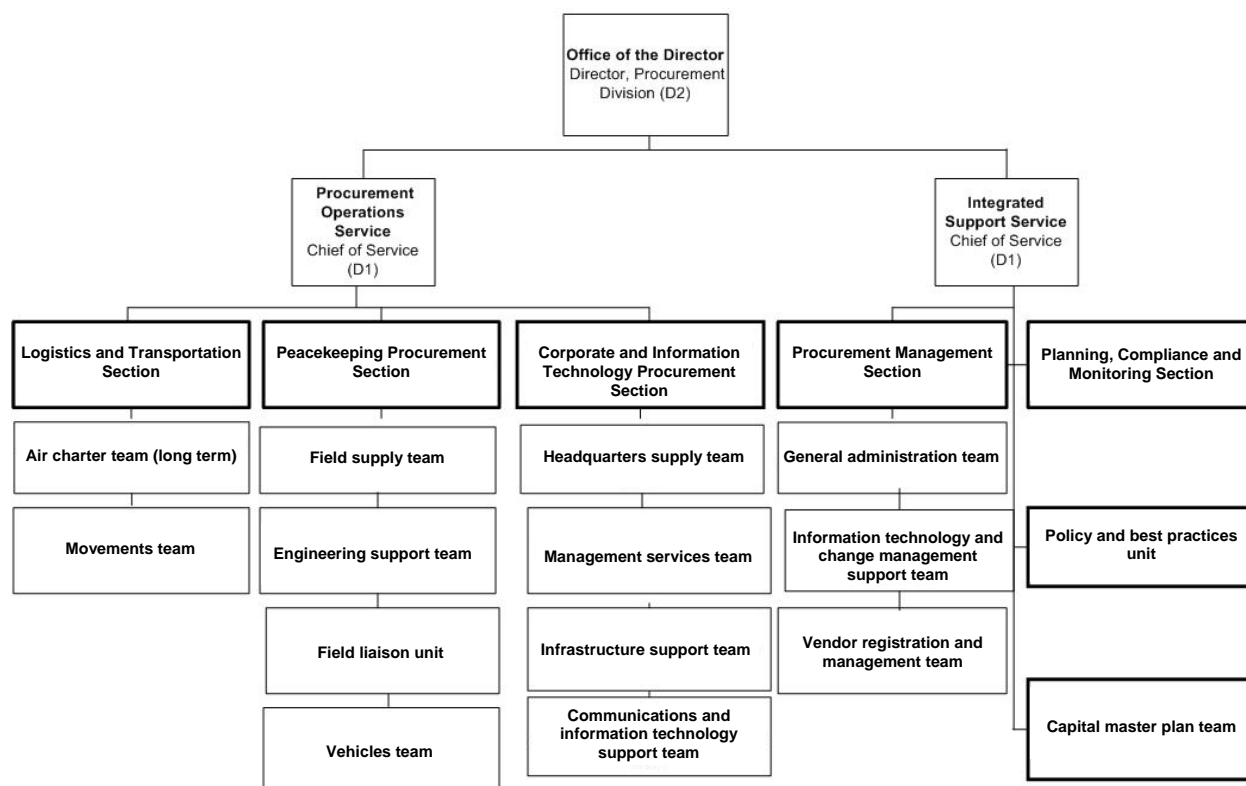 Office of the Director
Director, Procurement
Division (D2)
Procurement
Operations
Service
Chief of Service
(D1)
Integrated
Support Service
Chief of Service
(D1)
Logistics and Transportation
Section
Peacekeeping Procurement
Section
Corporate and Information
Technology Procurement
Section
Procurement Management
Section
Planning, Compliance and
Monitoring Section
Air charter team (long term)
Field supply team
Headquarters supply team
General administration team
Movements team
Engineering support team
Management services team
Information technology and
change management
support team
Policy and best practices
unit
Field liaison unit
Infrastructure support team
Vendor registration and
management team
Vehicles team
Communications and
information technology
support team
Capital master plan team